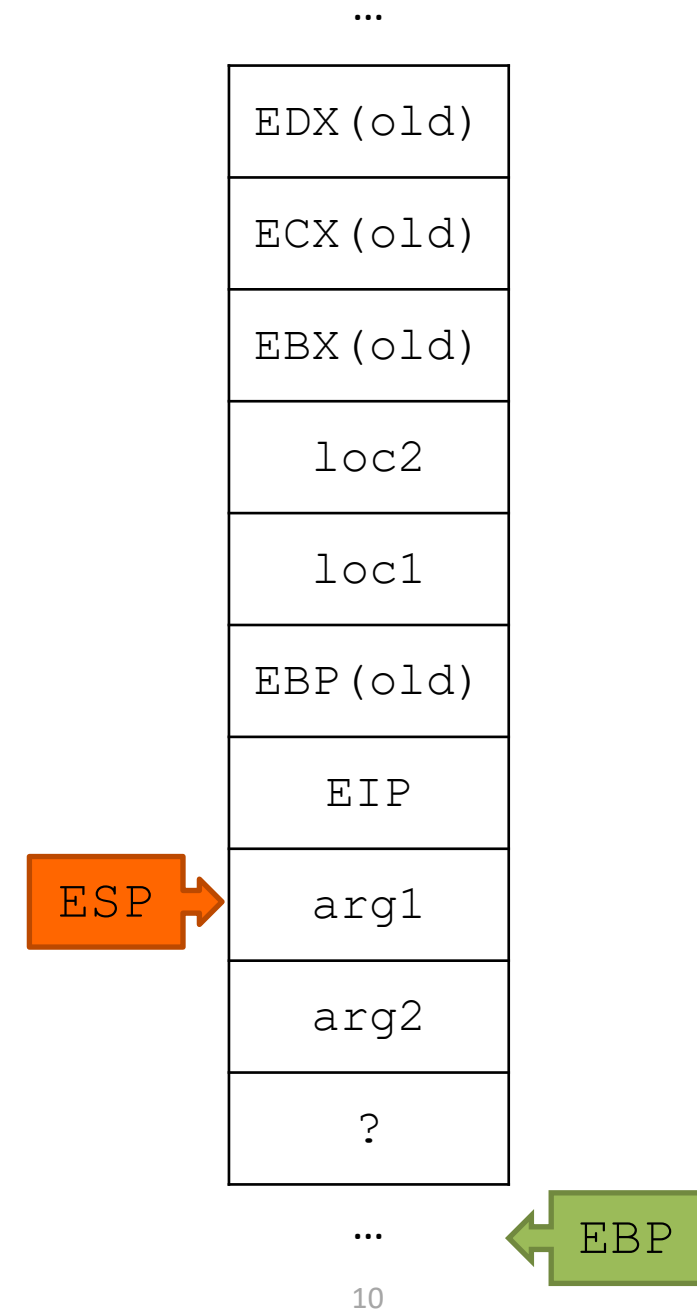 …
EDX(old)
ECX(old)
EBX(old)
loc2
loc1
EBP(old)
EIP
ESP arg1
arg2
?
… EBP
10